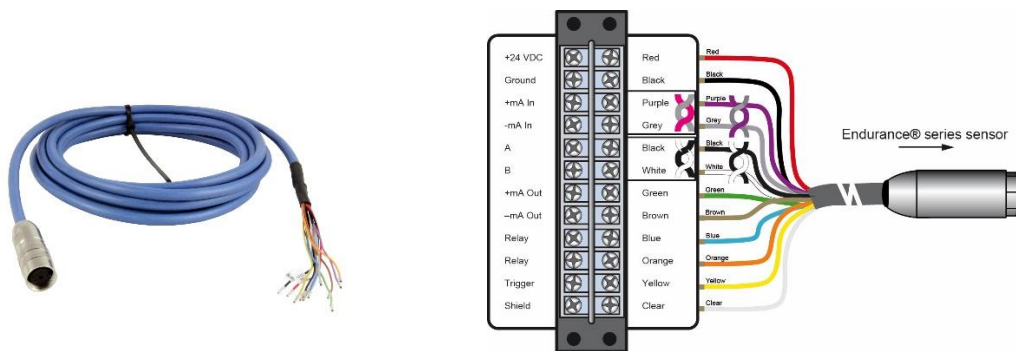 +24 VDC
Red
Red
Ground
Black
Black
+mA In
Purple
Purple
-mA In
Grey
Grey
A
Black
Black
B
White
White
+mA Out
Green
Green
–mA Out
Brown
Brown
Relay
Blue
Blue
Relay
Orange
Orange
Trigger
Yellow
Yellow
Shield
Clear
Clear
Endurance® series sensor